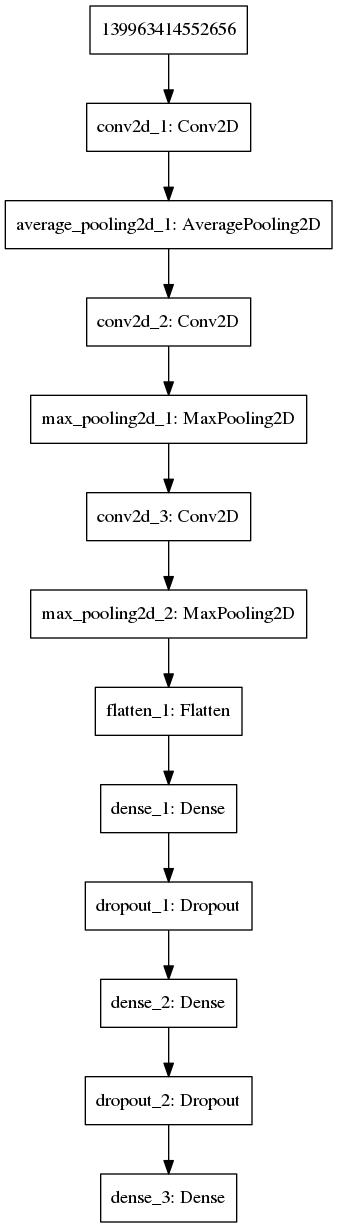 139963414552656
conv2d_1: Conv2D
average_pooling2d_1: AveragePooling2D
conv2d_2: Conv2D
max_pooling2d_1: MaxPooling2D
conv2d_3: Conv2D
max_pooling2d_2: MaxPooling2D
flatten_1: Flatten
dense_1: Dense
dropout_1: Dropout
dense_2: Dense
dropout_2: Dropout
dense_3: Dense